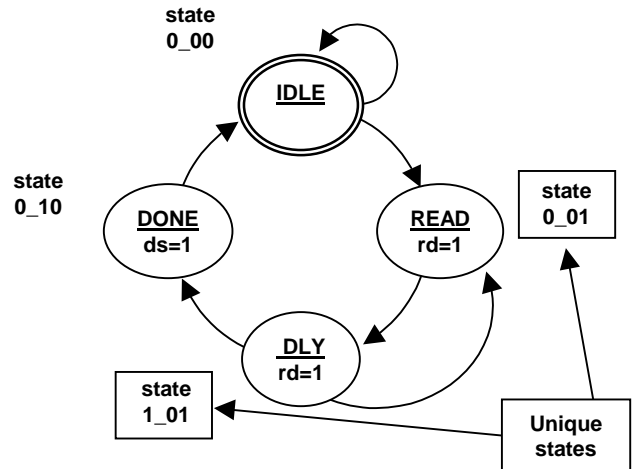 state
0_00
IDLE
state
0_10
DONE
ds=1
READ
rd=1
state
0_01
DLY
rd=1
state
1_01
Unique
states